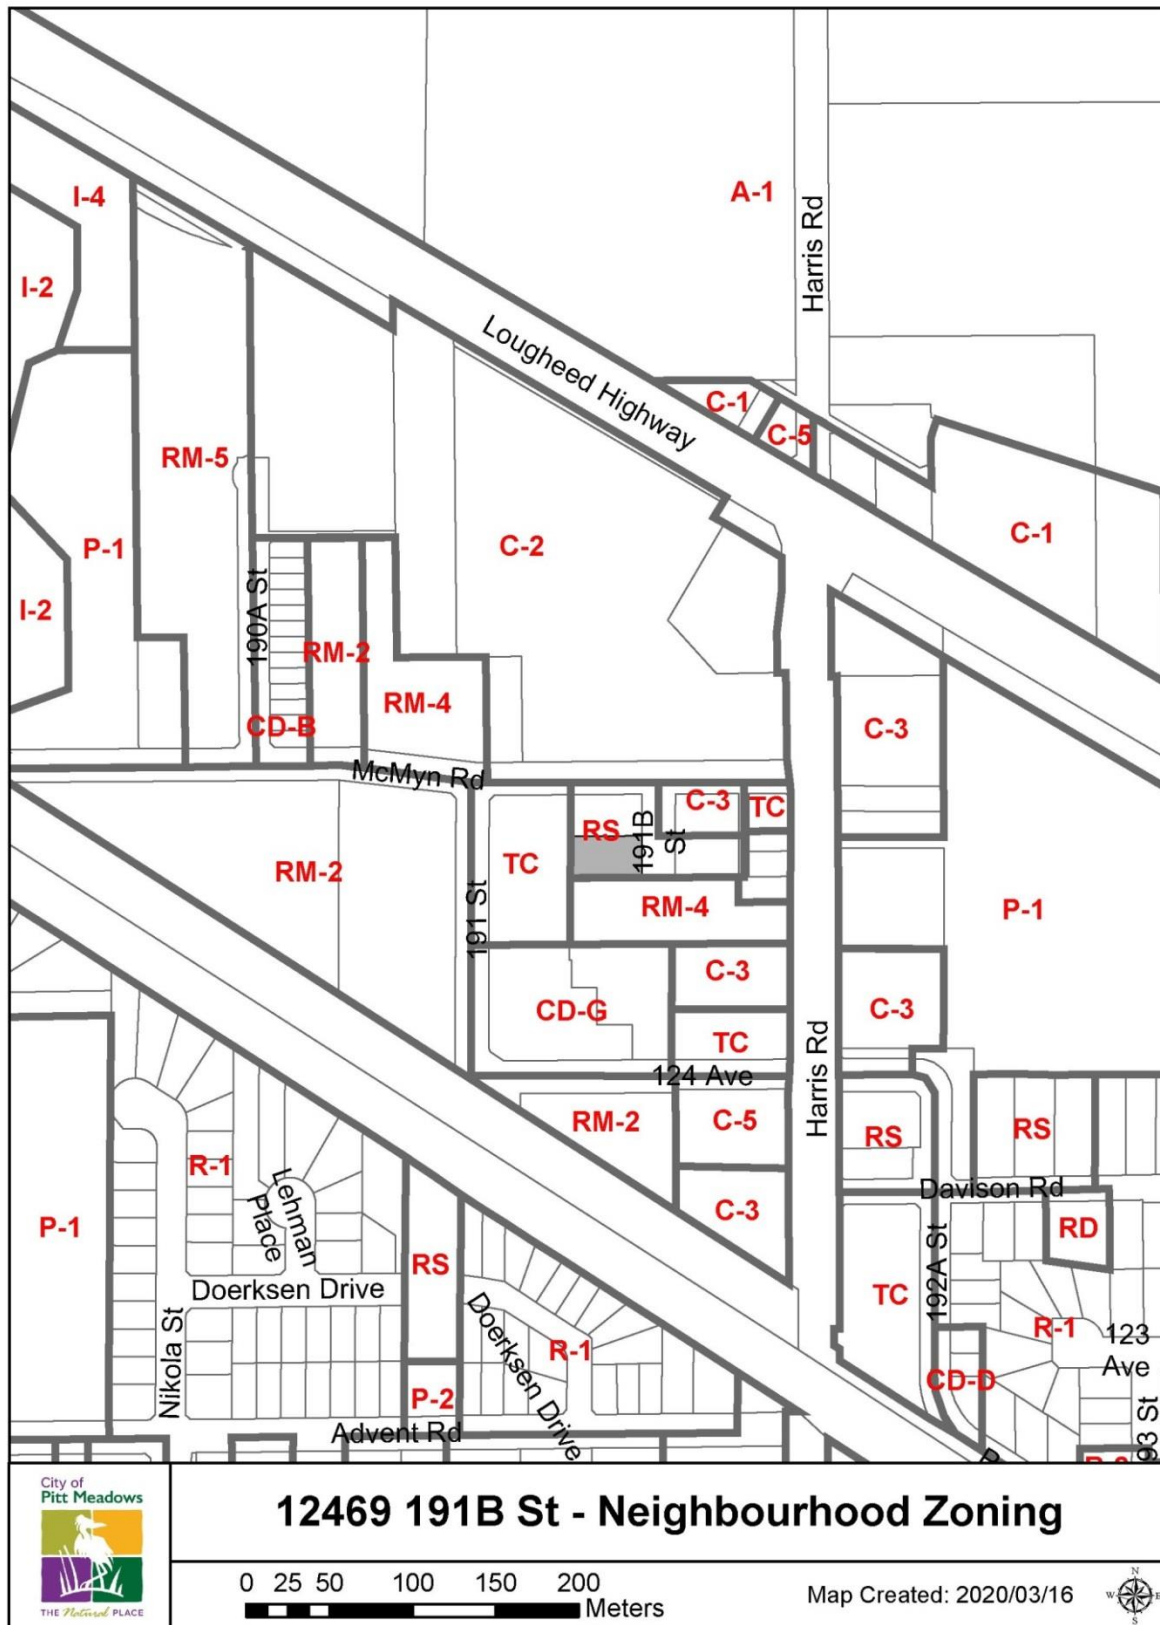 A-1
Harris Rd
I-4
I-2
Lougheed Highway
C-1
C-5
RM-5
C-1
C-2
P-1
I-2
190A St
RM-2
RM-4
CD-B
C-3
McMyn Rd
C-3
TC
RS
191B
St
TC
RM-2
RM-4
191 St
P-1
C-3
CD-G
C-3
TC
124 Ave
Harris Rd
RM-2
C-5
RS
RS
R-1
Davison Rd
C-3
P-1
Lehman
Place
RS
RD
192A St
TC
Doerksen Drive
Doerksen Drive
R-1
R-1
123
Ave
Nikola St
P-2
CD-D
Advent Rd
93 St
City of
Pitt Meadows
THE Natural PLACE
12469 191B St - Neighbourhood Zoning
0 25 50 100 150 200
Meters
Map Created: 2020/03/16
N
W E
S